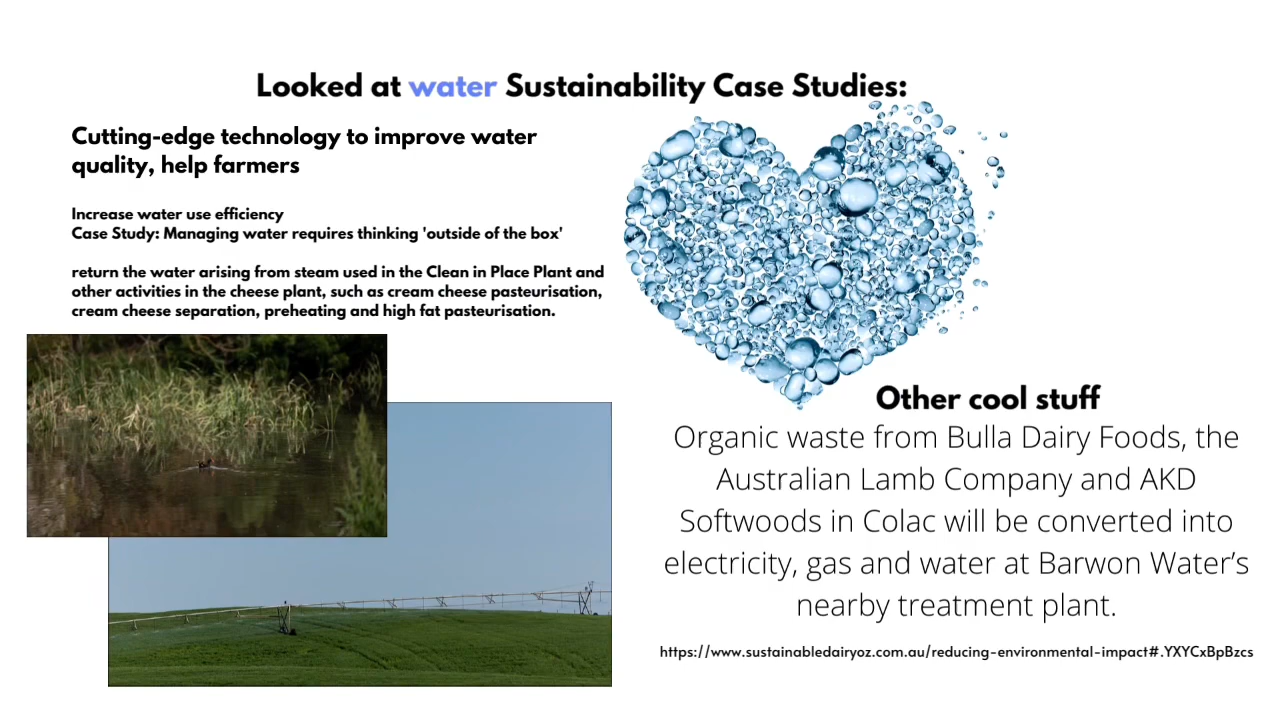 Looked at water Sustainability Case Studies:
Cutting-edge technology to improve water
quality, help farmers
Increase water use efficiency
Case Study: Managing water requires thinking 'outside of the box'
return the water arising from steam used in the Clean in Place Plant and
other activities in the cheese plant, such as cream cheese pasteurisation,
cream cheese separation, preheating and high fat pasteurisation.
Other cool stuff
Organic waste from Bulla Dairy Foods, the
Australian Lamb Company and AKD
Softwoods in Colac will be converted into
electricity, gas and water at Barwon Water’s
nearby treatment plant.
https://www.sustainabledairyoz.com.au/reducing-environmental-impact#.YXYCxBpBzcs